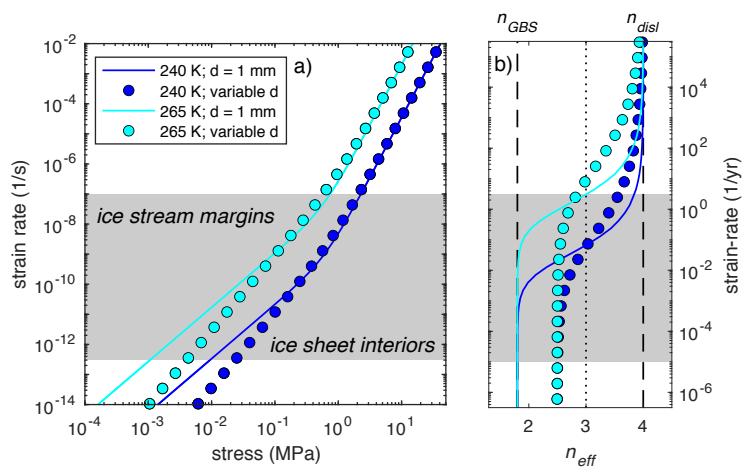 n_GBS n_disl
a)
240 K; d = 1 mm
240 K; variable d
265 K; d = 1 mm
265 K; variable d
b)
strain rate (1/s)
10^-2
10^-4
10^-6
10^-8
10^-10
10^-12
10^-14
ice stream margins
ice sheet interiors
10^-4 10^-3 10^-2 10^-1 10^0 10^1
stress (MPa)
10^4
10^2
10^0
10^-2
10^-4
10^-6
strain-rate (1/yr)
2 3 4
n_eff